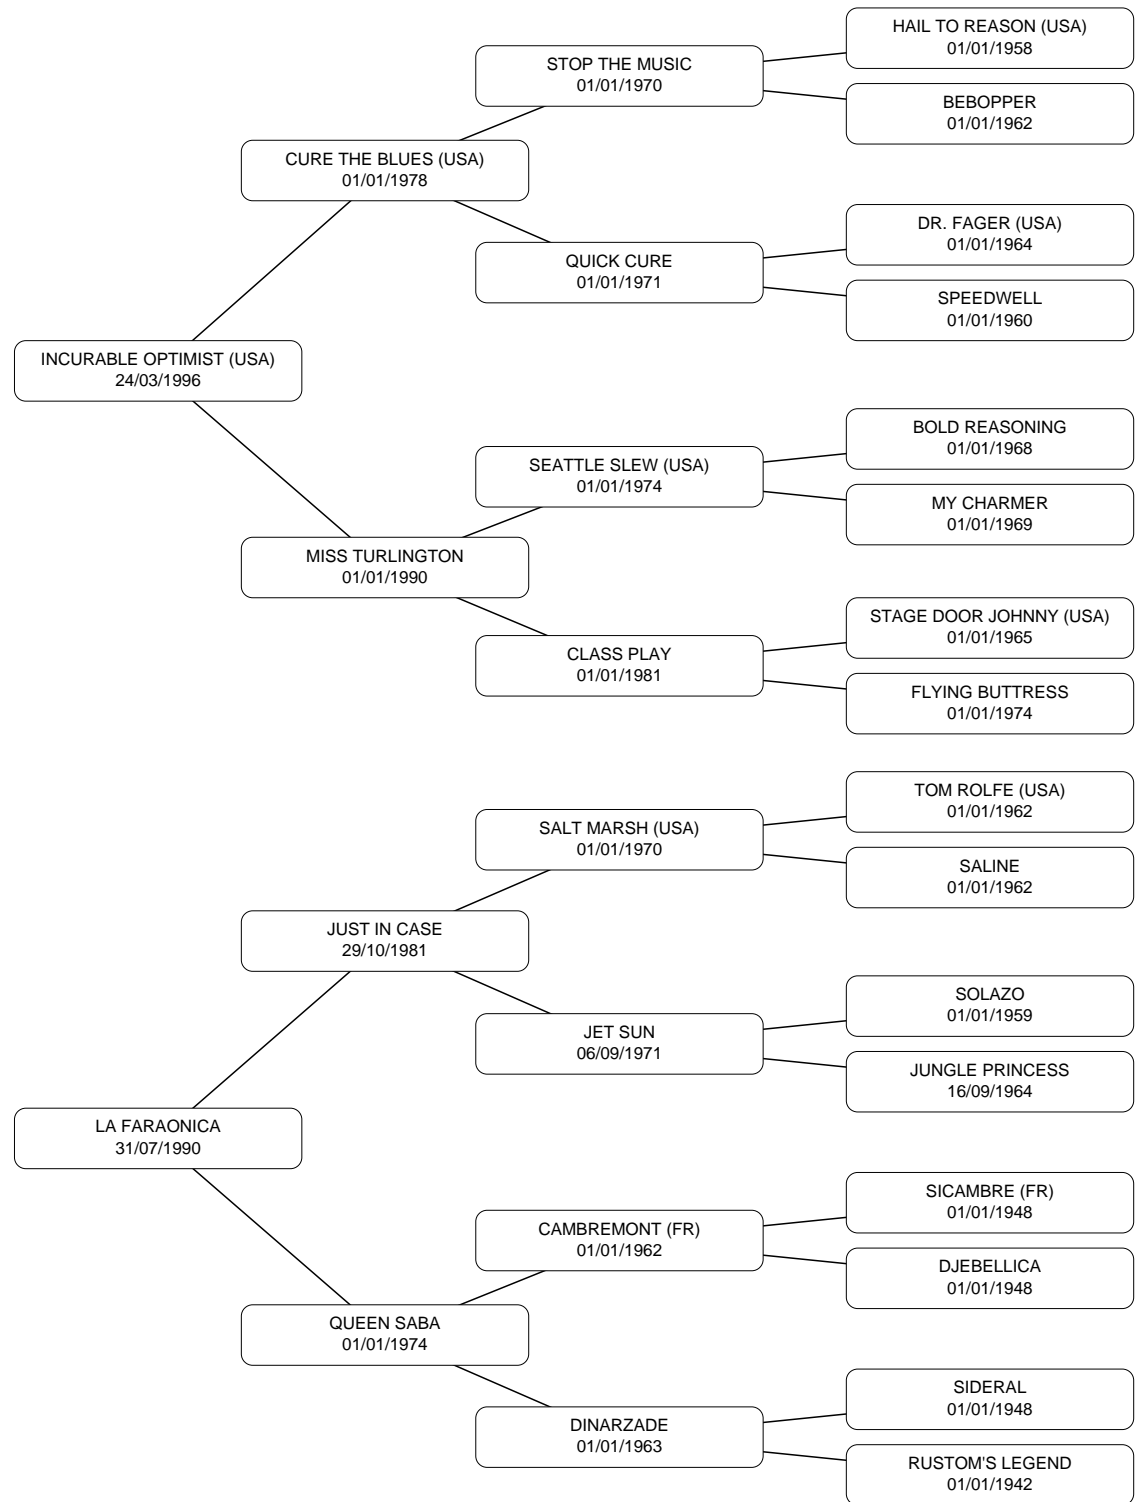 HAIL TO REASON (USA)
01/01/1958
STOP THE MUSIC
01/01/1970
BEBOPPER
01/01/1962
CURE THE BLUES (USA)
01/01/1978
DR. FAGER (USA)
01/01/1964
QUICK CURE
01/01/1971
SPEEDWELL
01/01/1960
INCURABLE OPTIMIST (USA)
24/03/1996
BOLD REASONING
01/01/1968
SEATTLE SLEW (USA)
01/01/1974
MY CHARMER
01/01/1969
MISS TURLINGTON
01/01/1990
STAGE DOOR JOHNNY (USA)
01/01/1965
CLASS PLAY
01/01/1981
FLYING BUTTRESS
01/01/1974
TOM ROLFE (USA)
01/01/1962
SALT MARSH (USA)
01/01/1970
SALINE
01/01/1962
JUST IN CASE
29/10/1981
SOLAZO
01/01/1959
JET SUN
06/09/1971
JUNGLE PRINCESS
16/09/1964
LA FARAONICA
31/07/1990
SICAMBRE (FR)
01/01/1948
CAMBREMONT (FR)
01/01/1962
DJEBELLICA
01/01/1948
QUEEN SABA
01/01/1974
SIDERAL
01/01/1948
DINARZADE
01/01/1963
RUSTOM'S LEGEND
01/01/1942